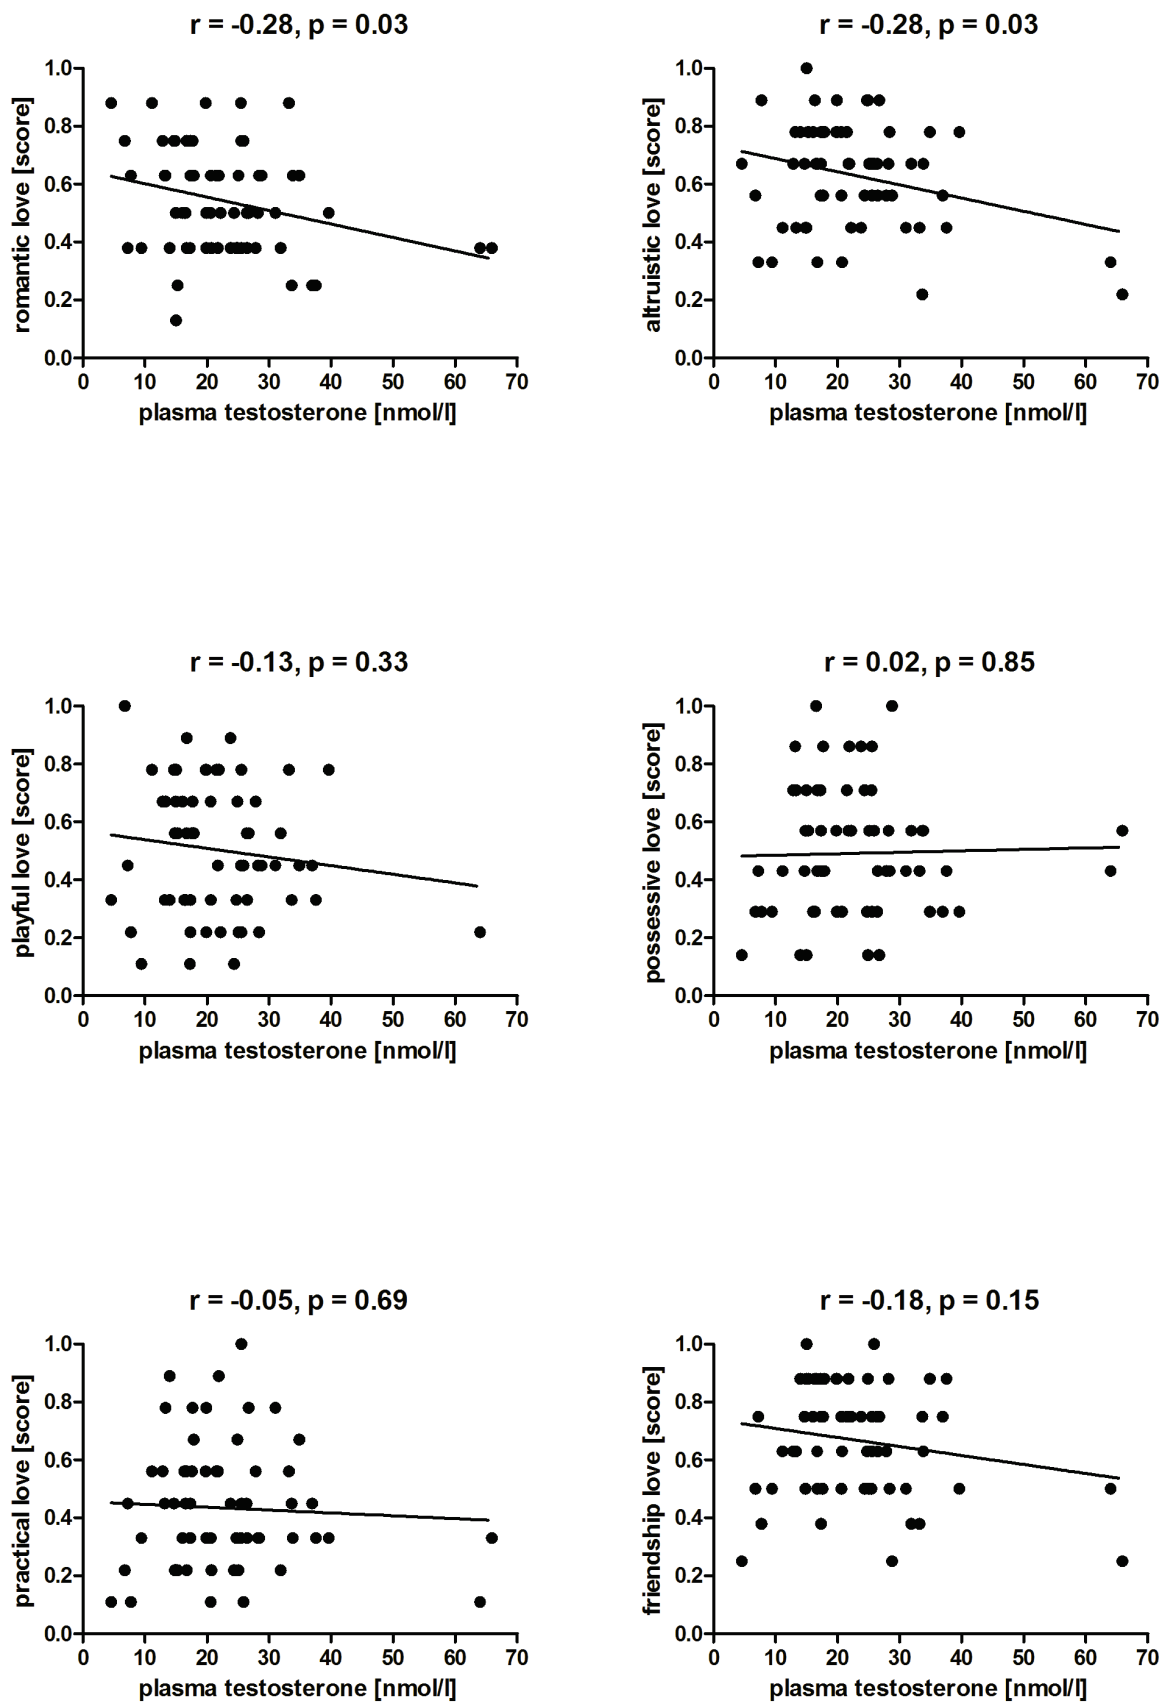 r = -0.28, p = 0.03
romantic love [score]
1.0
0.8
0.6
0.4
0.2
0.0
0 10 20 30 40 50 60 70
plasma testosterone [nmol/l]
r = -0.28, p = 0.03
altruistic love [score]
1.0
0.8
0.6
0.4
0.2
0.0
0 10 20 30 40 50 60 70
plasma testosterone [nmol/l]
r = -0.13, p = 0.33
playful love [score]
1.0
0.8
0.6
0.4
0.2
0.0
0 10 20 30 40 50 60 70
plasma testosterone [nmol/l]
r = 0.02, p = 0.85
possessive love [score]
1.0
0.8
0.6
0.4
0.2
0.0
0 10 20 30 40 50 60 70
plasma testosterone [nmol/l]
r = -0.05, p = 0.69
practical love [score]
1.0
0.8
0.6
0.4
0.2
0.0
0 10 20 30 40 50 60 70
plasma testosterone [nmol/l]
r = -0.18, p = 0.15
friendship love [score]
1.0
0.8
0.6
0.4
0.2
0.0
0 10 20 30 40 50 60 70
plasma testosterone [nmol/l]